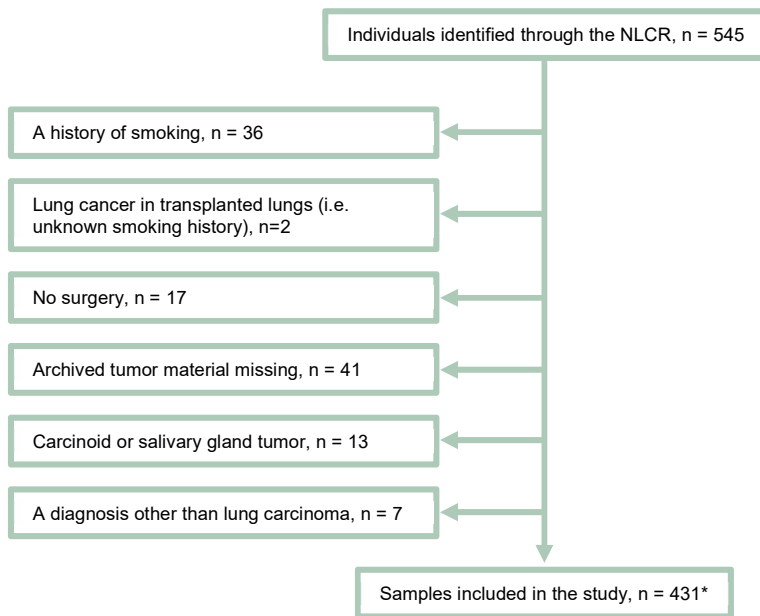 Individuals identified through the NLCR, n = 545
A history of smoking, n = 36
Lung cancer in transplanted lungs (i.e.
unknown smoking history), n=2
No surgery, n = 17
Archived tumor material missing, n = 41
Carcinoid or salivary gland tumor, n = 13
A diagnosis other than lung carcinoma, n = 7
Samples included in the study, n = 431*